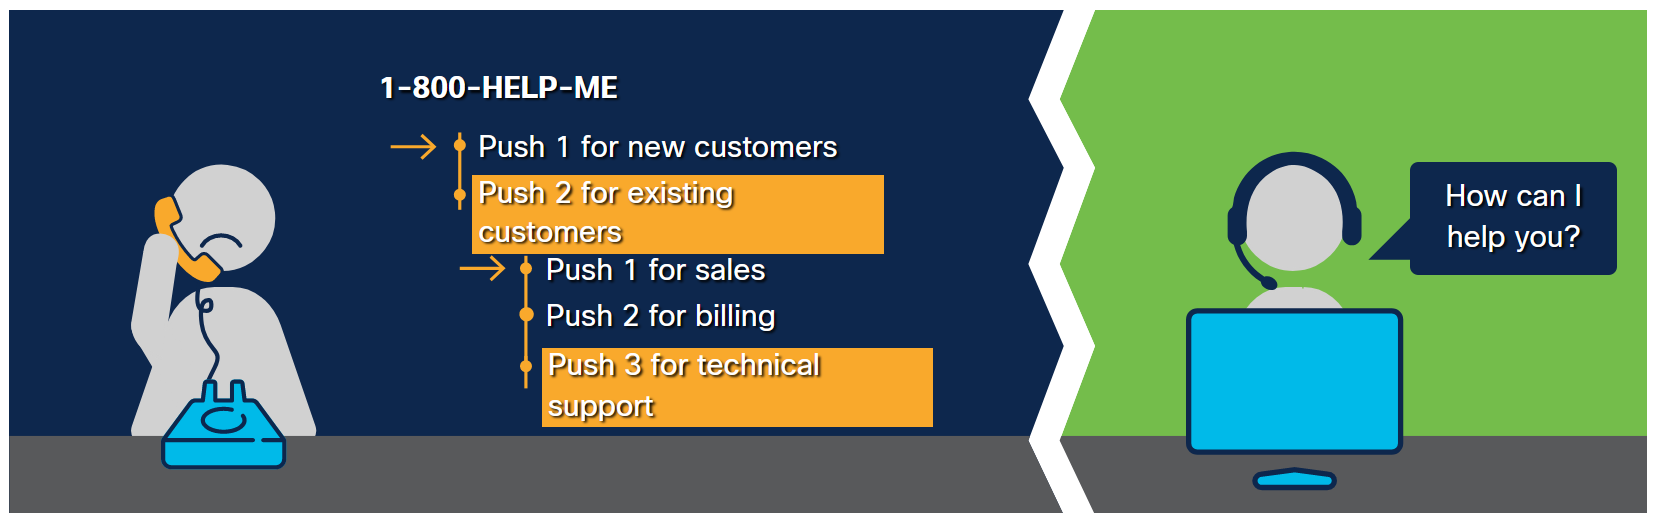 1-800-HELP-ME
Push 1 for new customers
Push 2 for existing
customers
Push 1 for sales
Push 2 for billing
Push 3 for technical
support
How can I
help you?